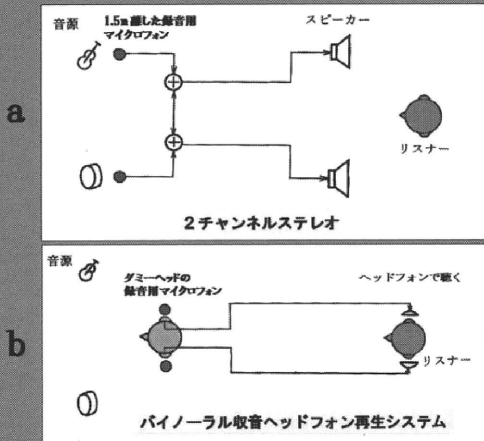 a
音源
1.5m離した録音用
マイクロフォン
スピーカー
リスナー
2チャンネルステレオ
b
音源
ダミーヘッドの
録音用マイクロフォン
ヘッドフォンで聴く
リスナー
バイノーラル収音ヘッドフォン再生システム